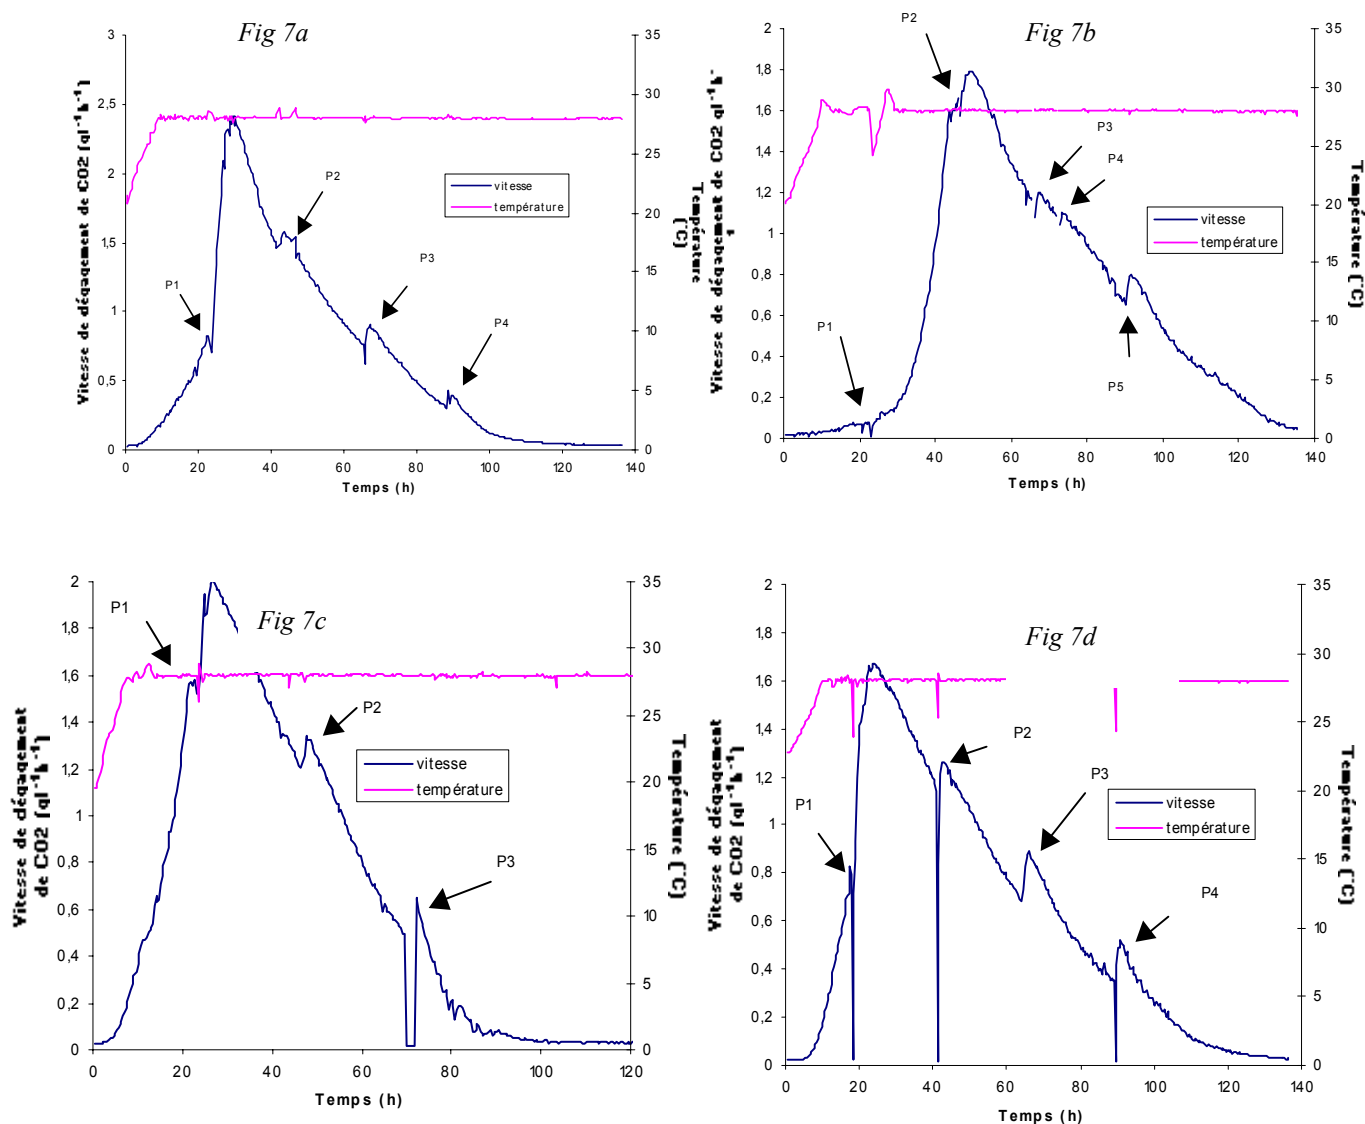 Fig 7a
Vitesse de dégagement de CO2 (gl⁻¹h⁻¹)
3
2,5
2
1,5
1
0,5
0
35
30
25
20
15
10
5
0
Température
(°C)
P1
P2
P3
P4
vitesse
température
0 20 40 60 80 100 120 140
Temps (h)
Fig 7b
Vitesse de dégagement de CO2 gl⁻¹h⁻
2
1,8
1,6
1,4
1,2
1
0,8
0,6
0,4
0,2
0
35
30
25
20
15
10
5
0
Température (°C)
P1
P2
P3
P4
P5
vitesse
température
0 20 40 60 80 100 120 140
Temps (h)
Fig 7c
Vitesse de dégagement
de CO2 (gl⁻¹h⁻¹)
2
1,8
1,6
1,4
1,2
1
0,8
0,6
0,4
0,2
0
35
30
25
20
15
10
5
0
Température (°C)
P1
P2
P3
vitesse
température
0 20 40 60 80 100 120
Temps (h)
Fig 7d
Vitesse de dégagement
de CO2 (gl⁻¹h⁻¹)
2
1,8
1,6
1,4
1,2
1
0,8
0,6
0,4
0,2
0
35
30
25
20
15
10
5
0
Température (°C)
P1
P2
P3
P4
vitesse
température
0 20 40 60 80 100 120 140
Temps (h)